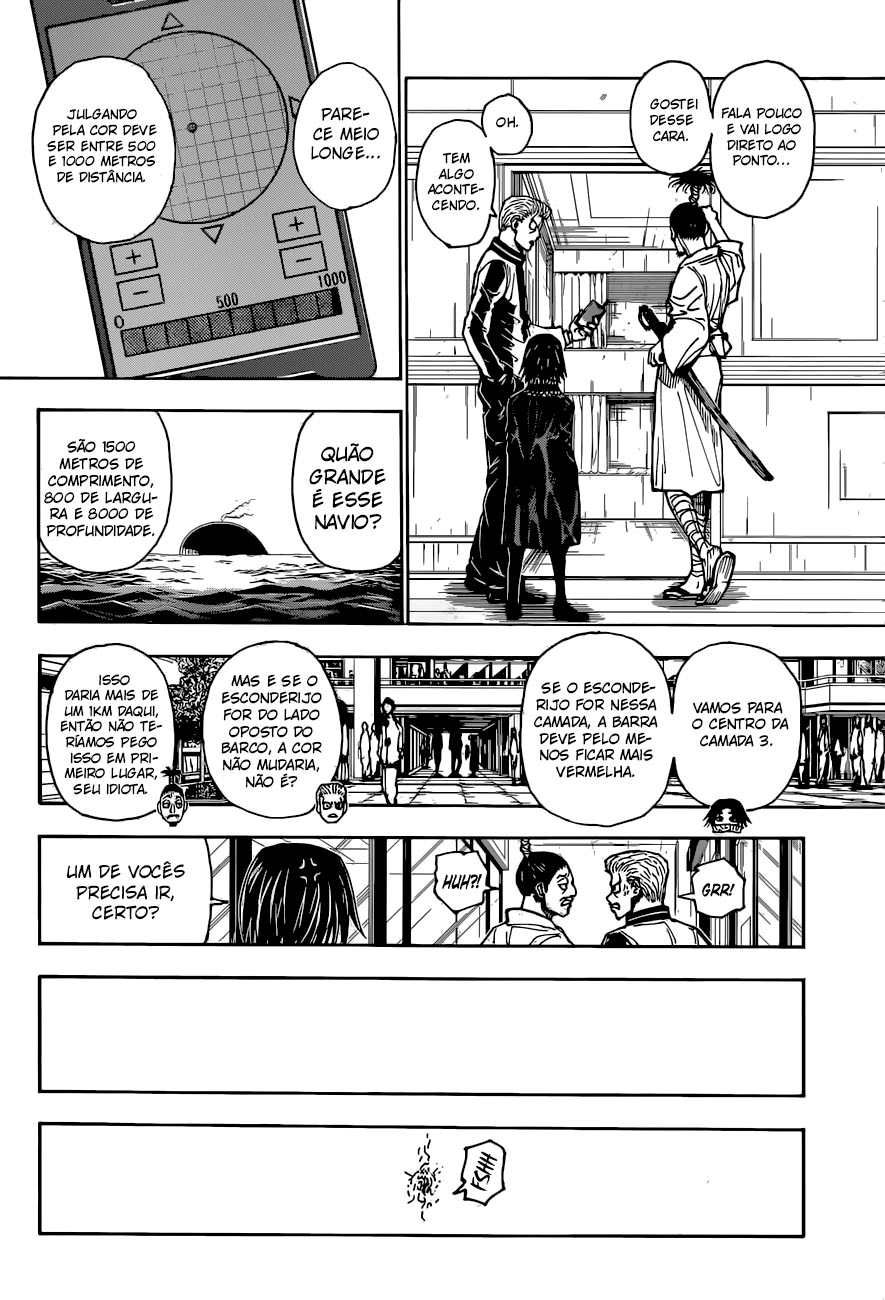 FALA POUCO
E VAI LOGO
DIRETO AO
PONTO...
GOSTEI
DESSE
CARA.
OH.
TEM
ALGO
ACONTE-
CENDO.
PARE-
CE MEIO
LONGE...
JULGANDO
PELA COR DEVE
SER ENTRE 500
E 1000 METROS
DE DISTÂNCIA.
+
-
+
-
0
500
1000
QUÃO
GRANDE
É ESSE
NAVIO?
SÃO 1500
METROS DE
COMPRIMENTO,
800 DE LARGU-
RA E 8000 DE
PROFUNDIDADE.
VAMOS PARA
O CENTRO DA
CAMADA 3.
SE O ESCONDE-
RIJO FOR NESSA
CAMADA, A BARRA
DEVE PELO ME-
NOS FICAR MAIS
VERMELHA.
MAS E SE O
ESCONDERIJO
FOR DO LADO
OPOSTO DO
BARCO, A COR
NÃO MUDARIA,
NÃO É?
ISSO
DARIA MAIS DE
UM 1KM DAQUI,
ENTÃO NÃO TE-
RÍAMOS PEGO
ISSO EM PRI-
MEIRO LUGAR,
SEU IDIOTA.
GRR!
HUH?!
UM DE VOCÊS
PRECISA IR,
CERTO?
FSHH